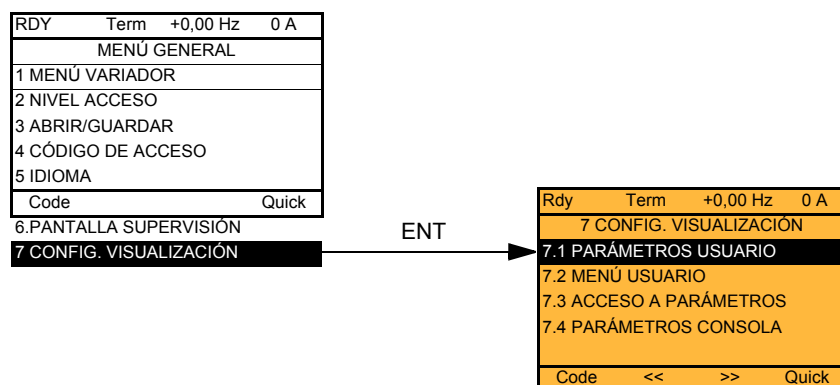 RDY Term +0,00 Hz 0 A
MENÚ GENERAL
1 MENÚ VARIADOR
2 NIVEL ACCESO
3 ABRIR/GUARDAR
4 CÓDIGO DE ACCESO
5 IDIOMA
Code Quick
6.PANTALLA SUPERVISIÓN
7 CONFIG. VISUALIZACIÓN
ENT
Rdy Term +0,00 Hz 0 A
7 CONFIG. VISUALIZACIÓN
7.1 PARÁMETROS USUARIO
7.2 MENÚ USUARIO
7.3 ACCESO A PARÁMETROS
7.4 PARÁMETROS CONSOLA
Code << >> Quick